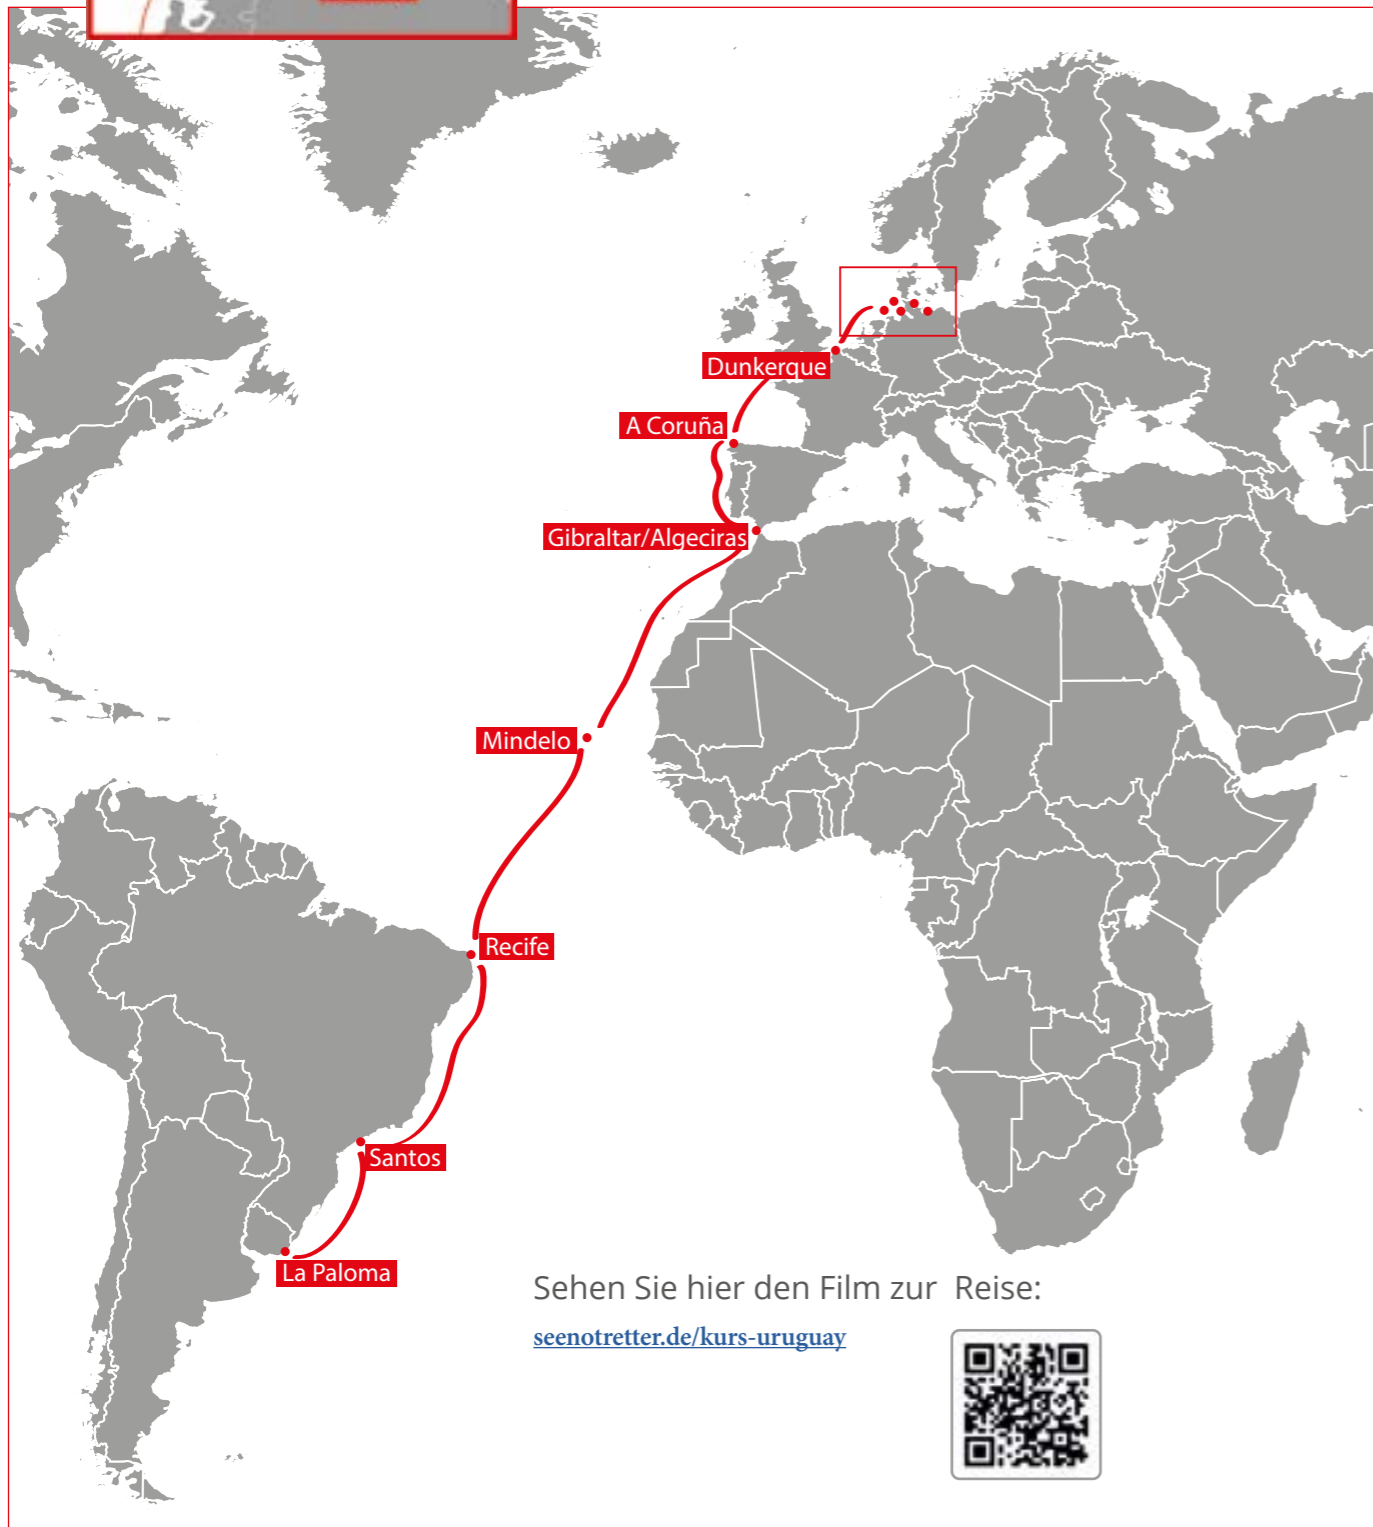 Dunkerque
A Coruña
Gibraltar/Algeciras
Mindelo
Recife
Santos
La Paloma
Sehen Sie hier den Film zur Reise:
seenotretter.de/kurs-uruguay